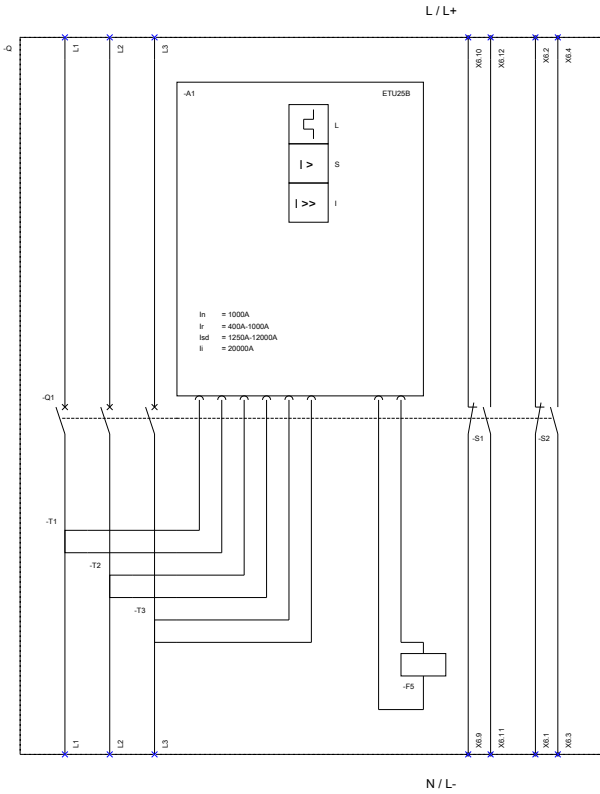 L / L+
-Q
L1
L2
L3
X6.10
X6.12
X6.2
X6.4
-A1
ETU25B
L
I >
S
I >>
I
In = 1000A
Ir = 400A-1000A
Isd = 1250A-12000A
Ii = 20000A
-Q1
-S1
-S2
-T1
-T2
-T3
-F5
L1
L2
L3
X6.9
X6.11
X6.1
X6.3
N / L-